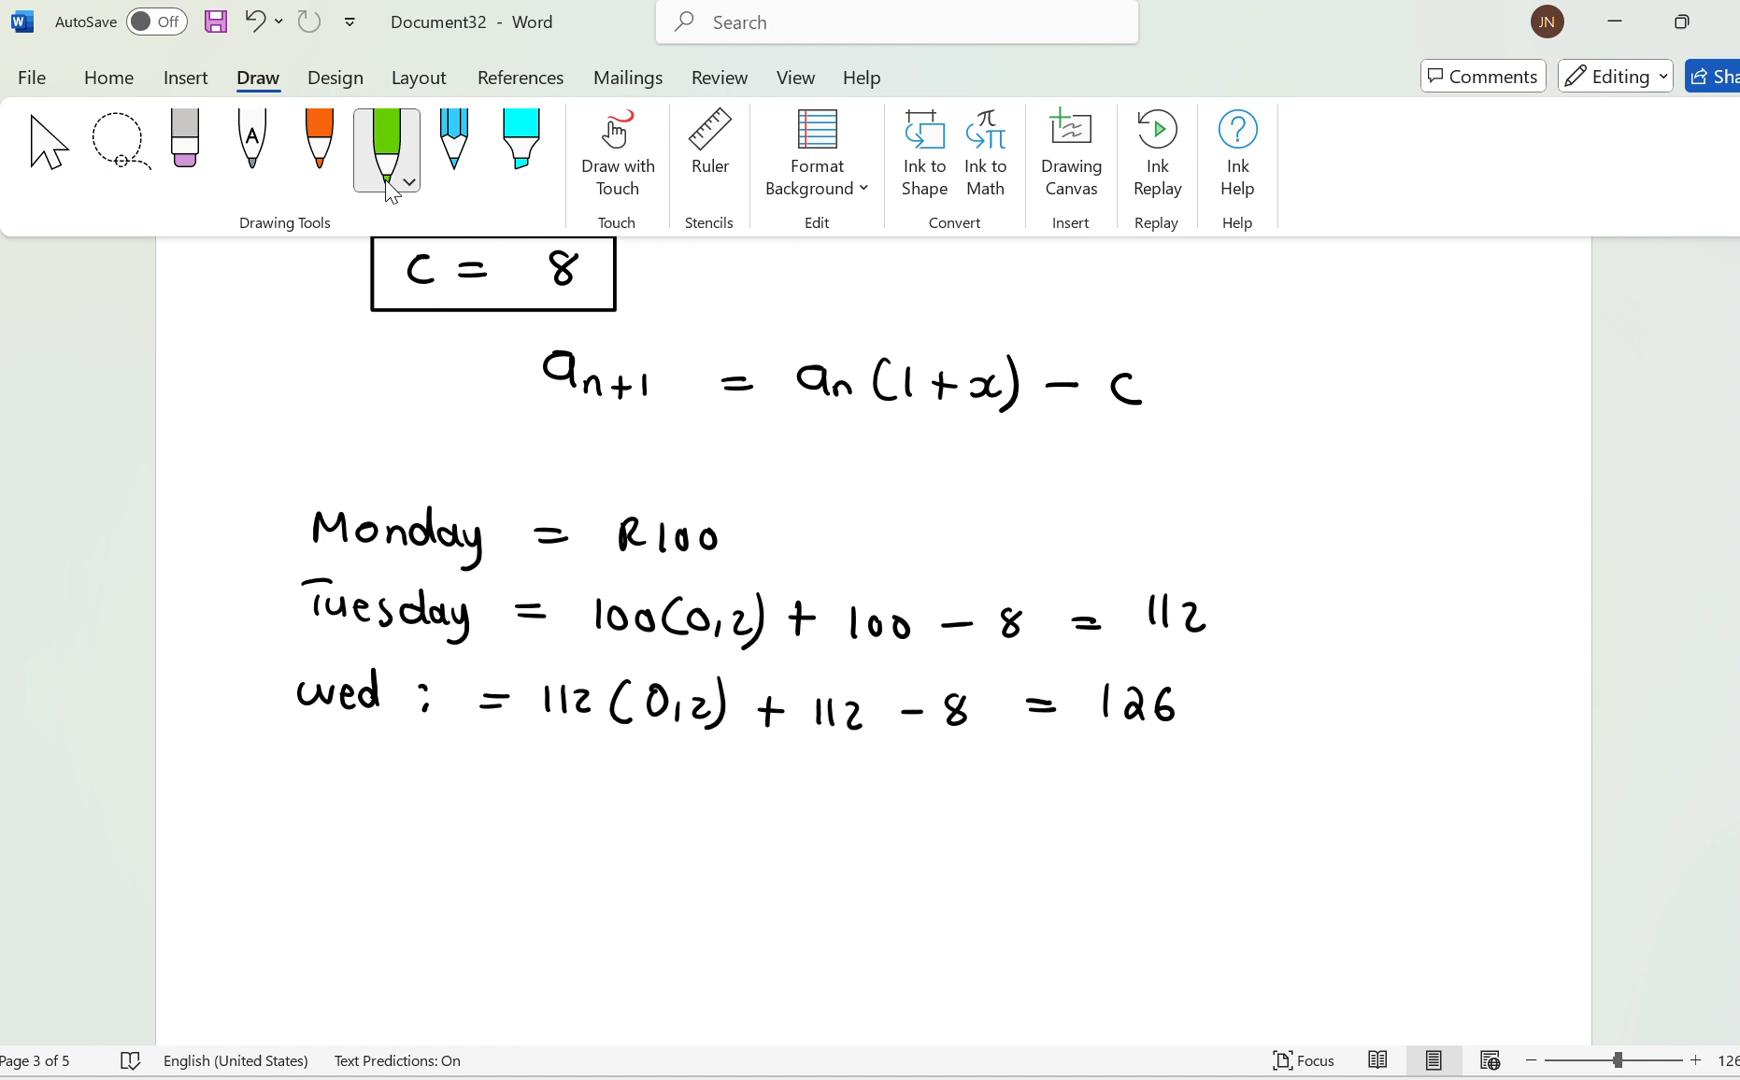 AutoSave Off Document32 - Word Search JN
File Home Insert Draw Design Layout References Mailings Review View Help Comments Editing
A
Draw with Touch Ruler Format Background Ink to Shape Ink to Math Drawing Canvas Ink Replay Ink Help
Drawing Tools Touch Stencils Edit Convert Insert Replay Help
C = 8
an+1 = an(1+x) - C
Monday = R100
Tuesday = 100(0,2) + 100 - 8 = 112
wed : = 112(0,2) + 112 - 8 = 126
Page 3 of 5 English (United States) Text Predictions: On Focus